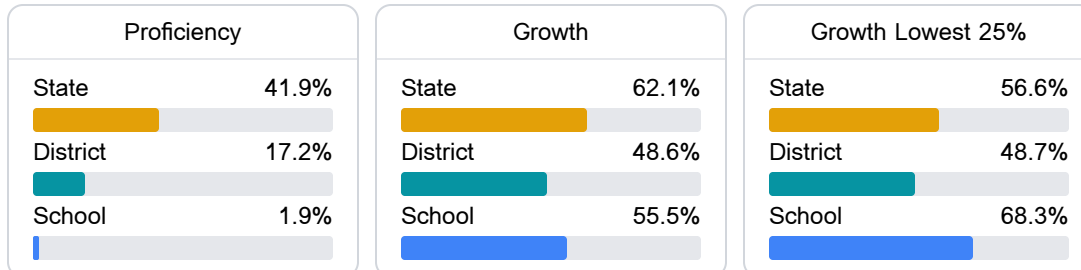 Proficiency
State 41.9%
District 17.2%
School 1.9%
Growth
State 62.1%
District 48.6%
School 55.5%
Growth Lowest 25%
State 56.6%
District 48.7%
School 68.3%